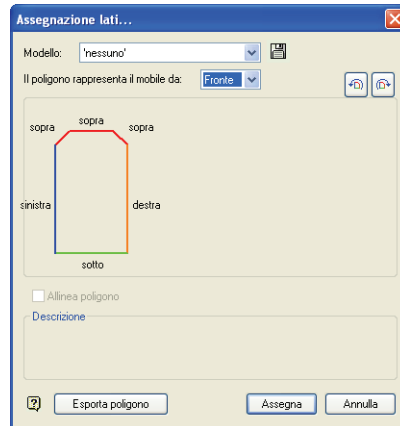 Assegnazione lati...
Modello: 'nessuno'
Il poligono rappresenta il mobile da: Fronte
sopra sopra sopra
sinistra destra
sotto
Allinea poligono
Descrizione
Esporta poligono Assegna Annulla